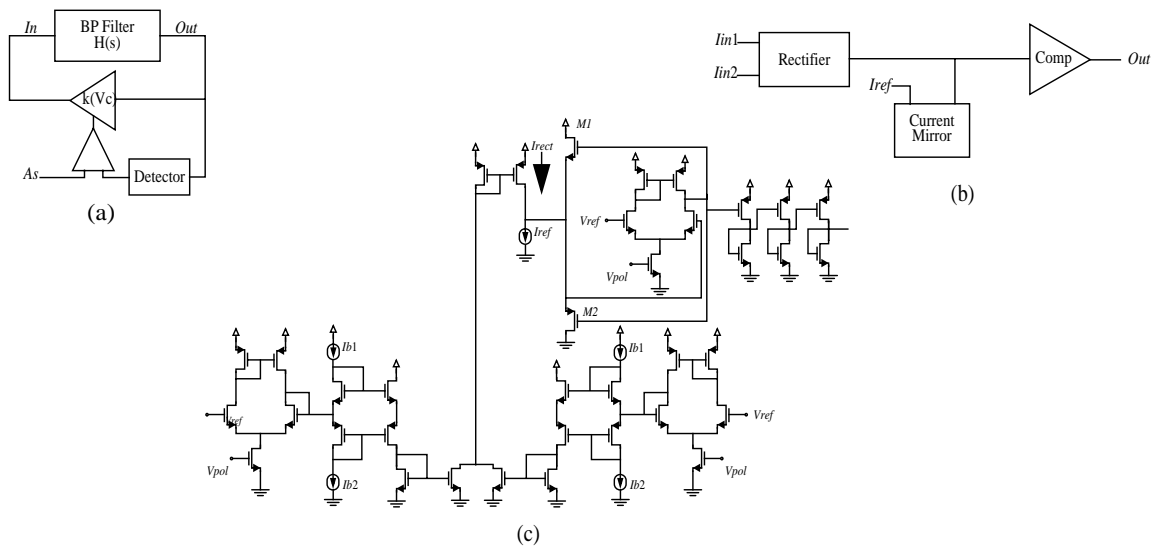 In
BP Filter
H(s)
Out
k(Vc)
As
Detector
(a)
Iin1
Iin2
Rectifier
Iref
Current
Mirror
Comp
Out
(b)
M1
Irect
Iref
Vref
Vpol
M2
Ib1
Ib1
Vref
Vref
Vpol
Vpol
Ib2
Ib2
(c)